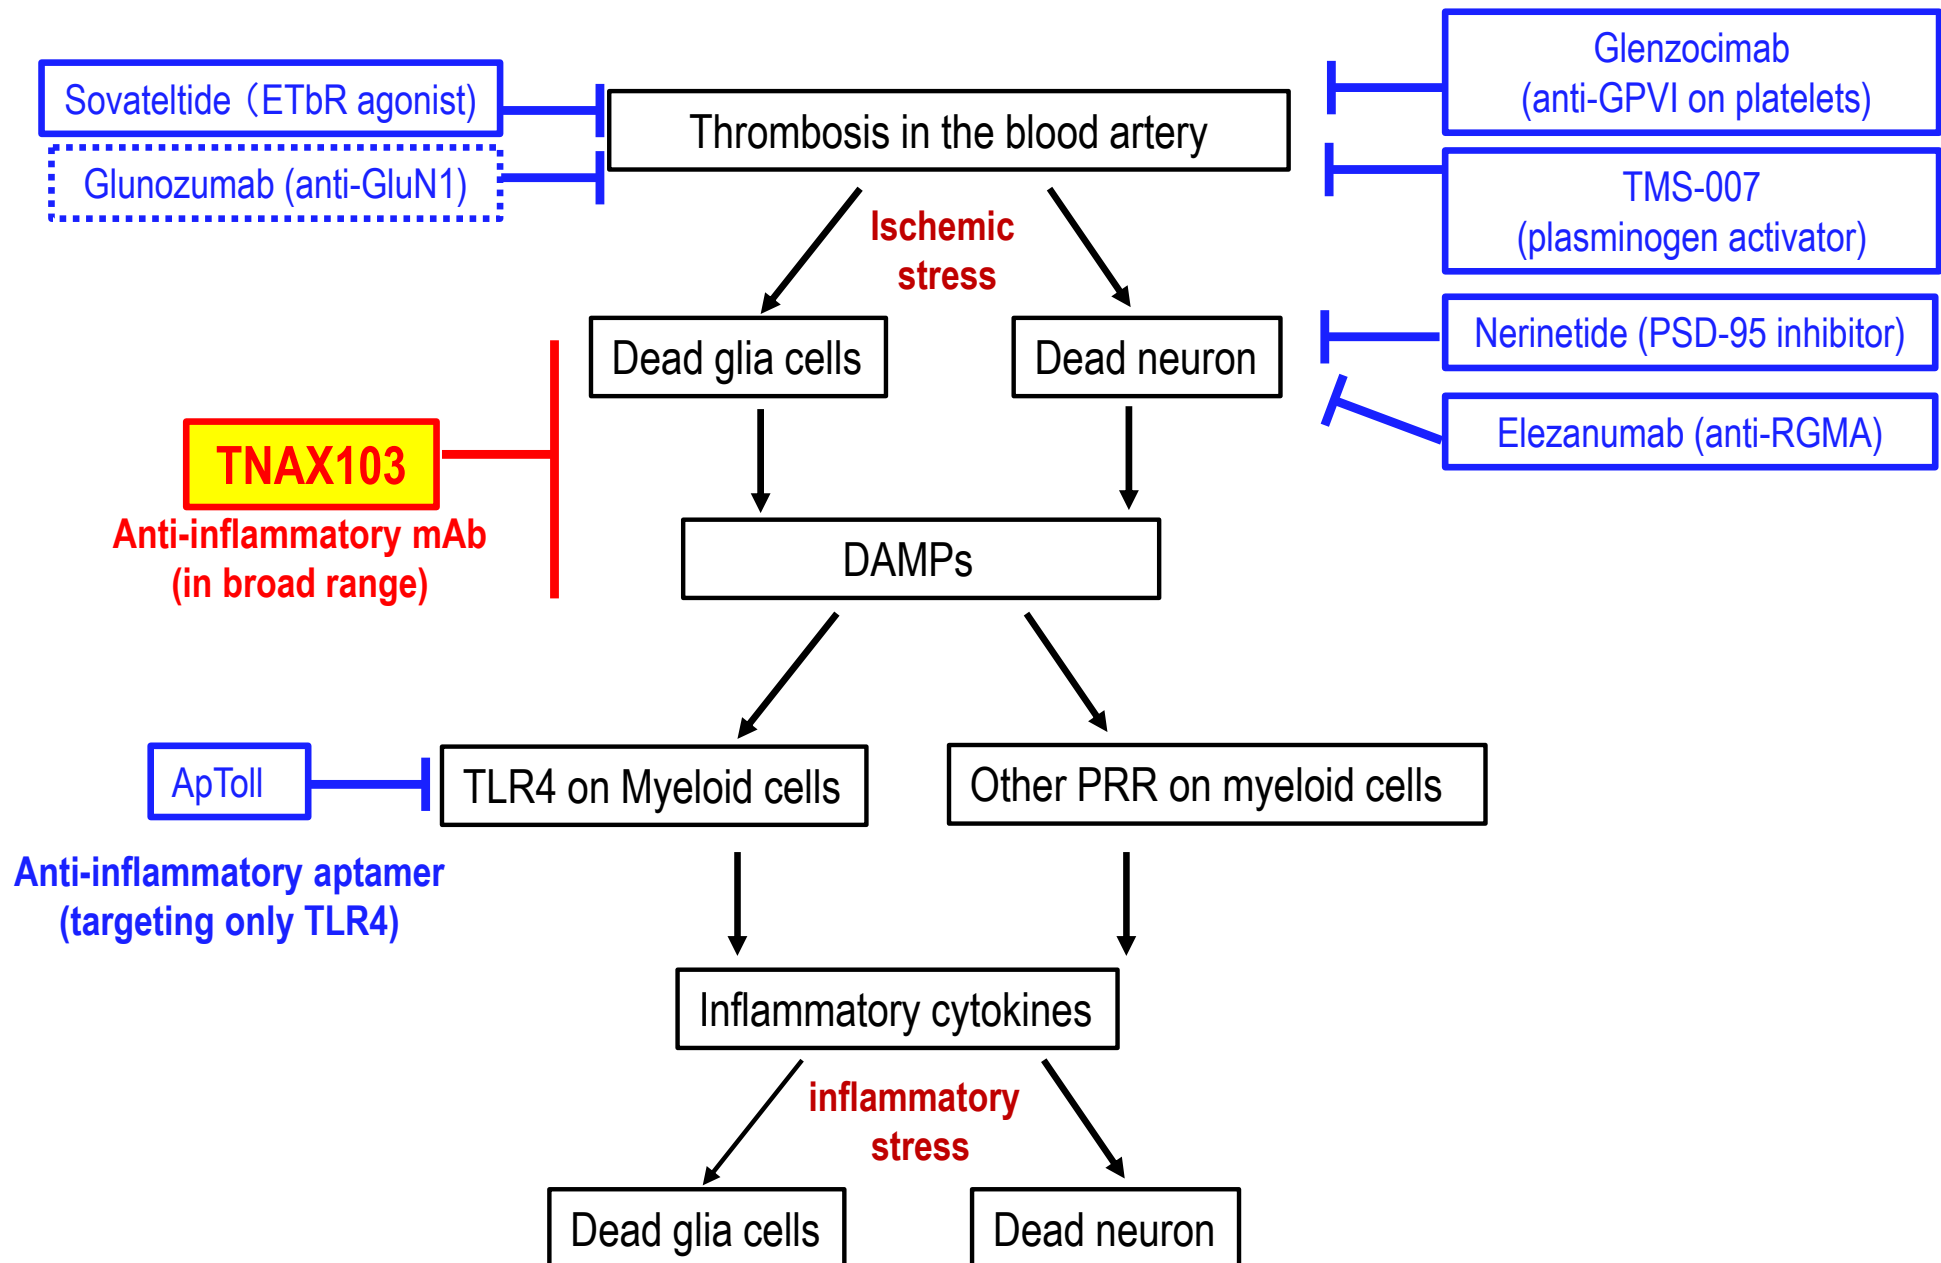 Sovateltide（ETbR agonist)
Glunozumab (anti-GluN1)
Thrombosis in the blood artery
Glenzocimab
(anti-GPVI on platelets)
TMS-007
(plasminogen activator)
Ischemic
stress
Dead glia cells
Dead neuron
Nerinetide (PSD-95 inhibitor)
Elezanumab (anti-RGMA)
TNAX103
Anti-inflammatory mAb
(in broad range)
DAMPs
ApToll
TLR4 on Myeloid cells
Other PRR on myeloid cells
Anti-inflammatory aptamer
(targeting only TLR4)
Inflammatory cytokines
inflammatory
stress
Dead glia cells
Dead neuron